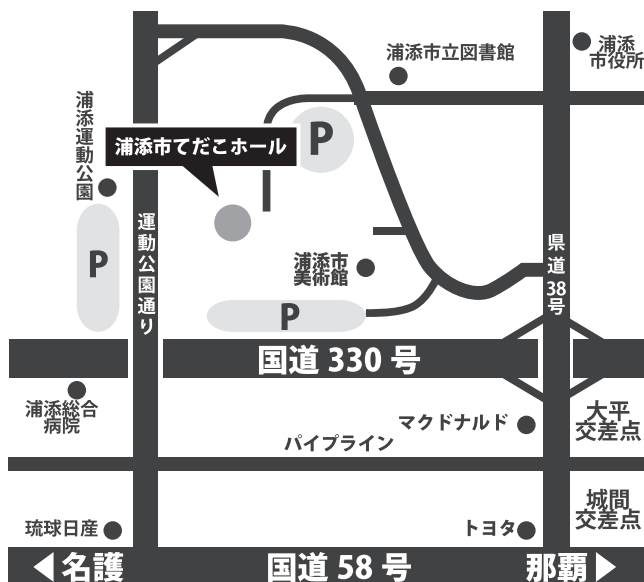 浦添市立図書館
浦添
市役所
浦添運動公園
浦添市てだこホール
P
P
運動公園通り
県道38号
浦添市
美術館
P
国道 330 号
浦添総合
病院
マクドナルド
大平
交差点
パイプライン
城間
交差点
琉球日産
トヨタ
◀名護
国道 58 号
那覇▶